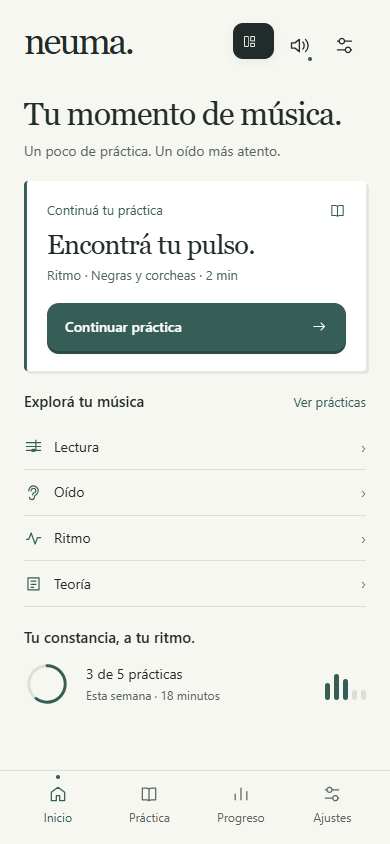 neuma.
Tu momento de música.
Un poco de práctica. Un oído más atento.
Continuá tu práctica
Encontrá tu pulso.
Ritmo · Negras y corcheas · 2 min
Continuar práctica
Explorá tu música
Ver prácticas
Lectura
Oído
Ritmo
Teoría
Tu constancia, a tu ritmo.
3 de 5 prácticas
Esta semana · 18 minutos
Inicio
Práctica
Progreso
Ajustes